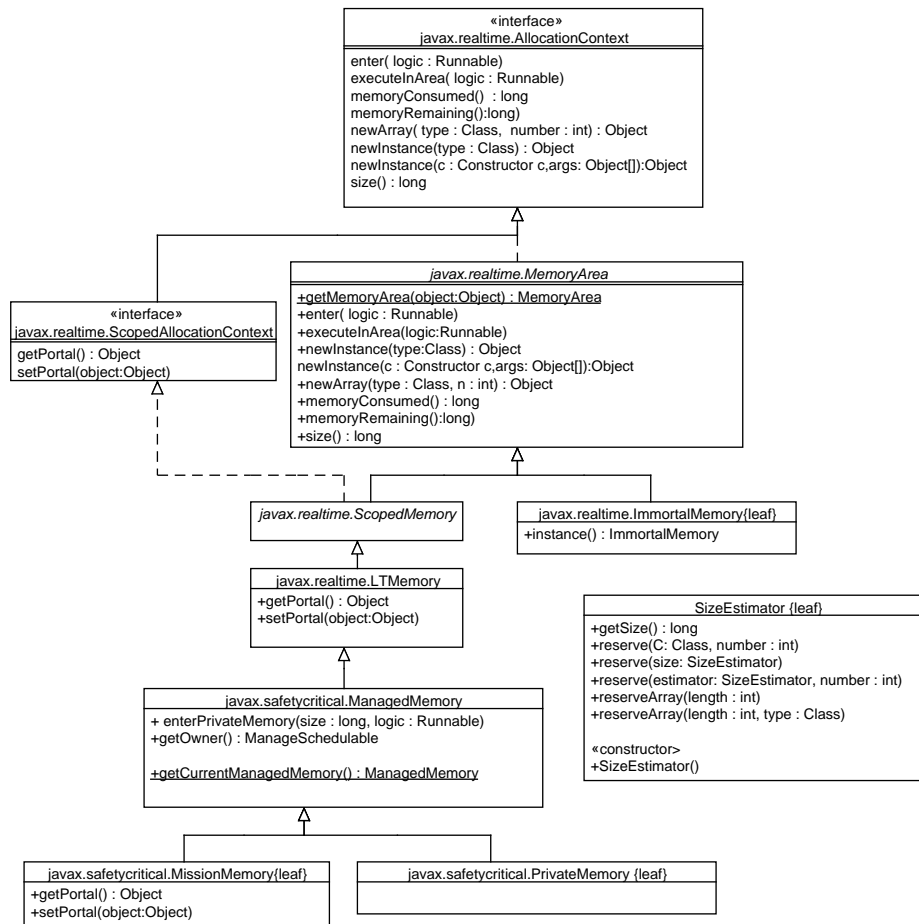 «interface»
javax.realtime.AllocationContext
enter( logic : Runnable)
executeInArea( logic : Runnable)
memoryConsumed() : long
memoryRemaining():long)
newArray( type : Class, number : int) : Object
newInstance(type : Class) : Object
newInstance(c : Constructor c,args: Object[]):Object
size() : long
javax.realtime.MemoryArea
+getMemoryArea(object:Object) : MemoryArea
+enter( logic : Runnable)
+executeInArea(logic:Runnable)
+newInstance(type:Class) : Object
newInstance(c : Constructor c,args: Object[]):Object
+newArray(type : Class, n : int) : Object
+memoryConsumed() : long
+memoryRemaining():long)
+size() : long
«interface»
javax.realtime.ScopedAllocationContext
getPortal() : Object
setPortal(object:Object)
javax.realtime.ScopedMemory
javax.realtime.ImmortalMemory{leaf}
+instance() : ImmortalMemory
javax.realtime.LTMemory
+getPortal() : Object
+setPortal(object:Object)
SizeEstimator {leaf}
+getSize() : long
+reserve(C: Class, number : int)
+reserve(size: SizeEstimator)
+reserve(estimator: SizeEstimator, number : int)
+reserveArray(length : int)
+reserveArray(length : int, type : Class)
«constructor>
+SizeEstimator()
javax.safetycritical.ManagedMemory
+ enterPrivateMemory(size : long, logic : Runnable)
+getOwner() : ManageSchedulable
+getCurrentManagedMemory() : ManagedMemory
javax.safetycritical.MissionMemory{leaf}
+getPortal() : Object
+setPortal(object:Object)
javax.safetycritical.PrivateMemory {leaf}